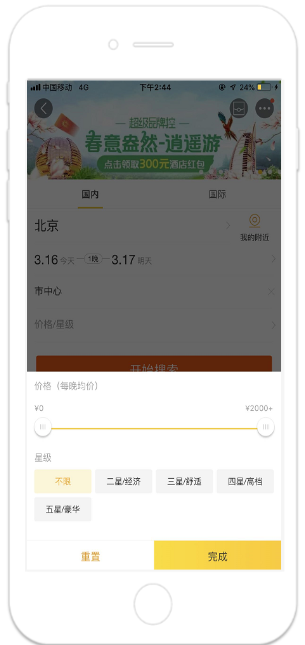 中国移动 4G 下午2:44 24%
超级品牌控
春意盎然-逍遥游
点击领取300元酒店红包
国内 国际
北京
我的附近
3.16 今天 1晚 3.17 明天
市中心
价格/星级
开始搜索
价格（每晚均价）
¥0 ¥2000+
星级
不限 二星/经济 三星/舒适 四星/高档
五星/豪华
重置 完成